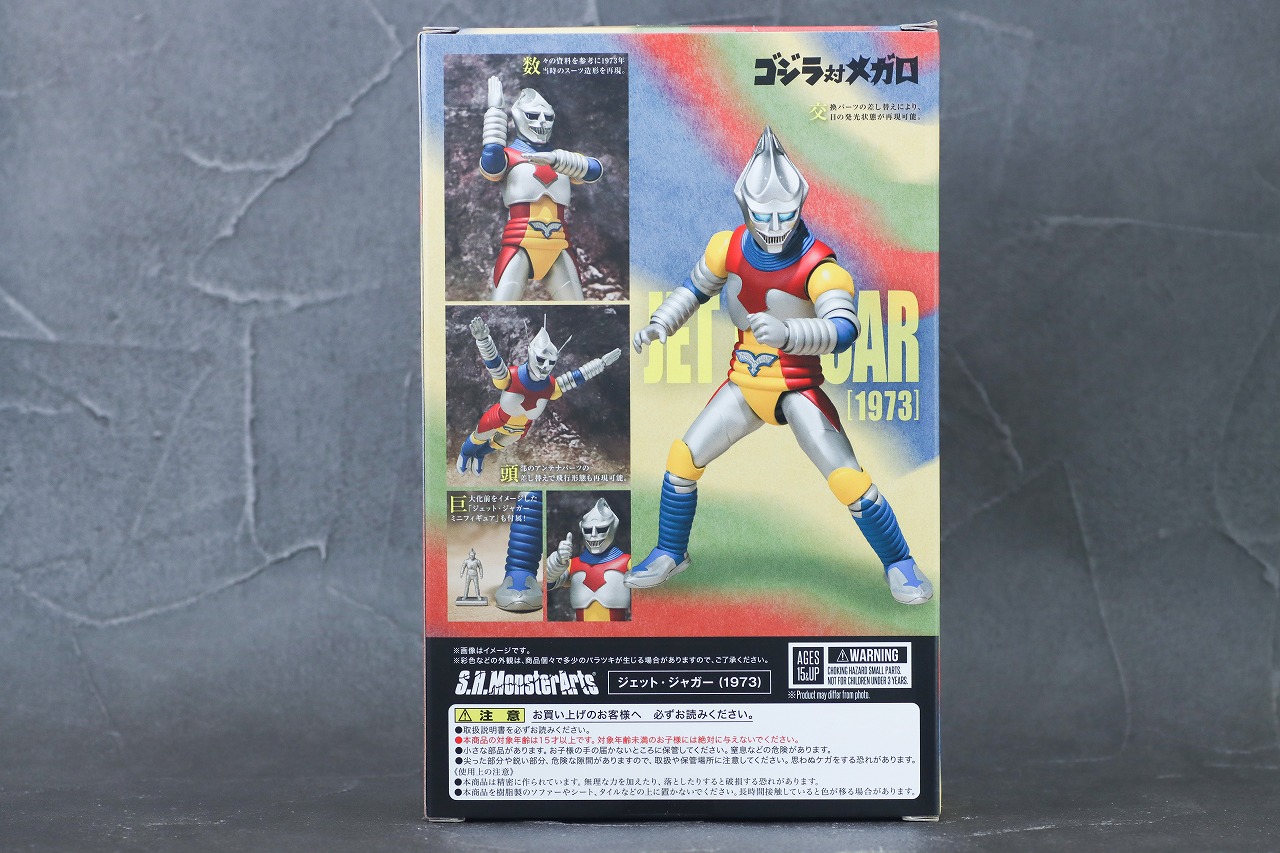 数々の資料を参考に1973年
当時のスーツ造形を再現。
ゴジラ対メガロ
交換パーツの差し替えにより、
目の発光状態が再現可能。
JET
[1973]
頭部のアンテナパーツの
差し替えで飛行形態も再現可能。
巨大化前をイメージした
「ジェット・ジャガー
ミニフィギュア」も付属!
※画像はイメージです。
※彩色などの外観は、商品個々で多少のバラツキが生じる場合がありますので、ご了承ください。
S.H.MonsterArts
ジェット・ジャガー (1973)
AGES
15&UP
WARNING
CHOKING HAZARD SMALL PARTS.
NOT FOR CHILDREN UNDER 3 YEARS.
※ Product may differ from photo.
注意 お買い上げのお客様へ 必ずお読みください。
●取扱説明書を必ずお読みください。
●本商品の対象年齢は15才以上です。対象年齢未満のお子様には絶対に与えないでください。
●小さな部品があります。お子様の手の届かないところに保管してください。窒息などの危険があります。
●尖った部分や鋭い部分、危険な隙間がありますので、取扱や保管場所に注意してください。思わぬケガをする恐れがあります。
《使用上の注意》
●本商品は精密に作られています。無理な力を加えたり、落としたりすると破損する恐れがあります。
●本商品を樹脂製のソファーやシート、タイルなどの上に置かないでください。長時間接触していると色が移る場合があります。